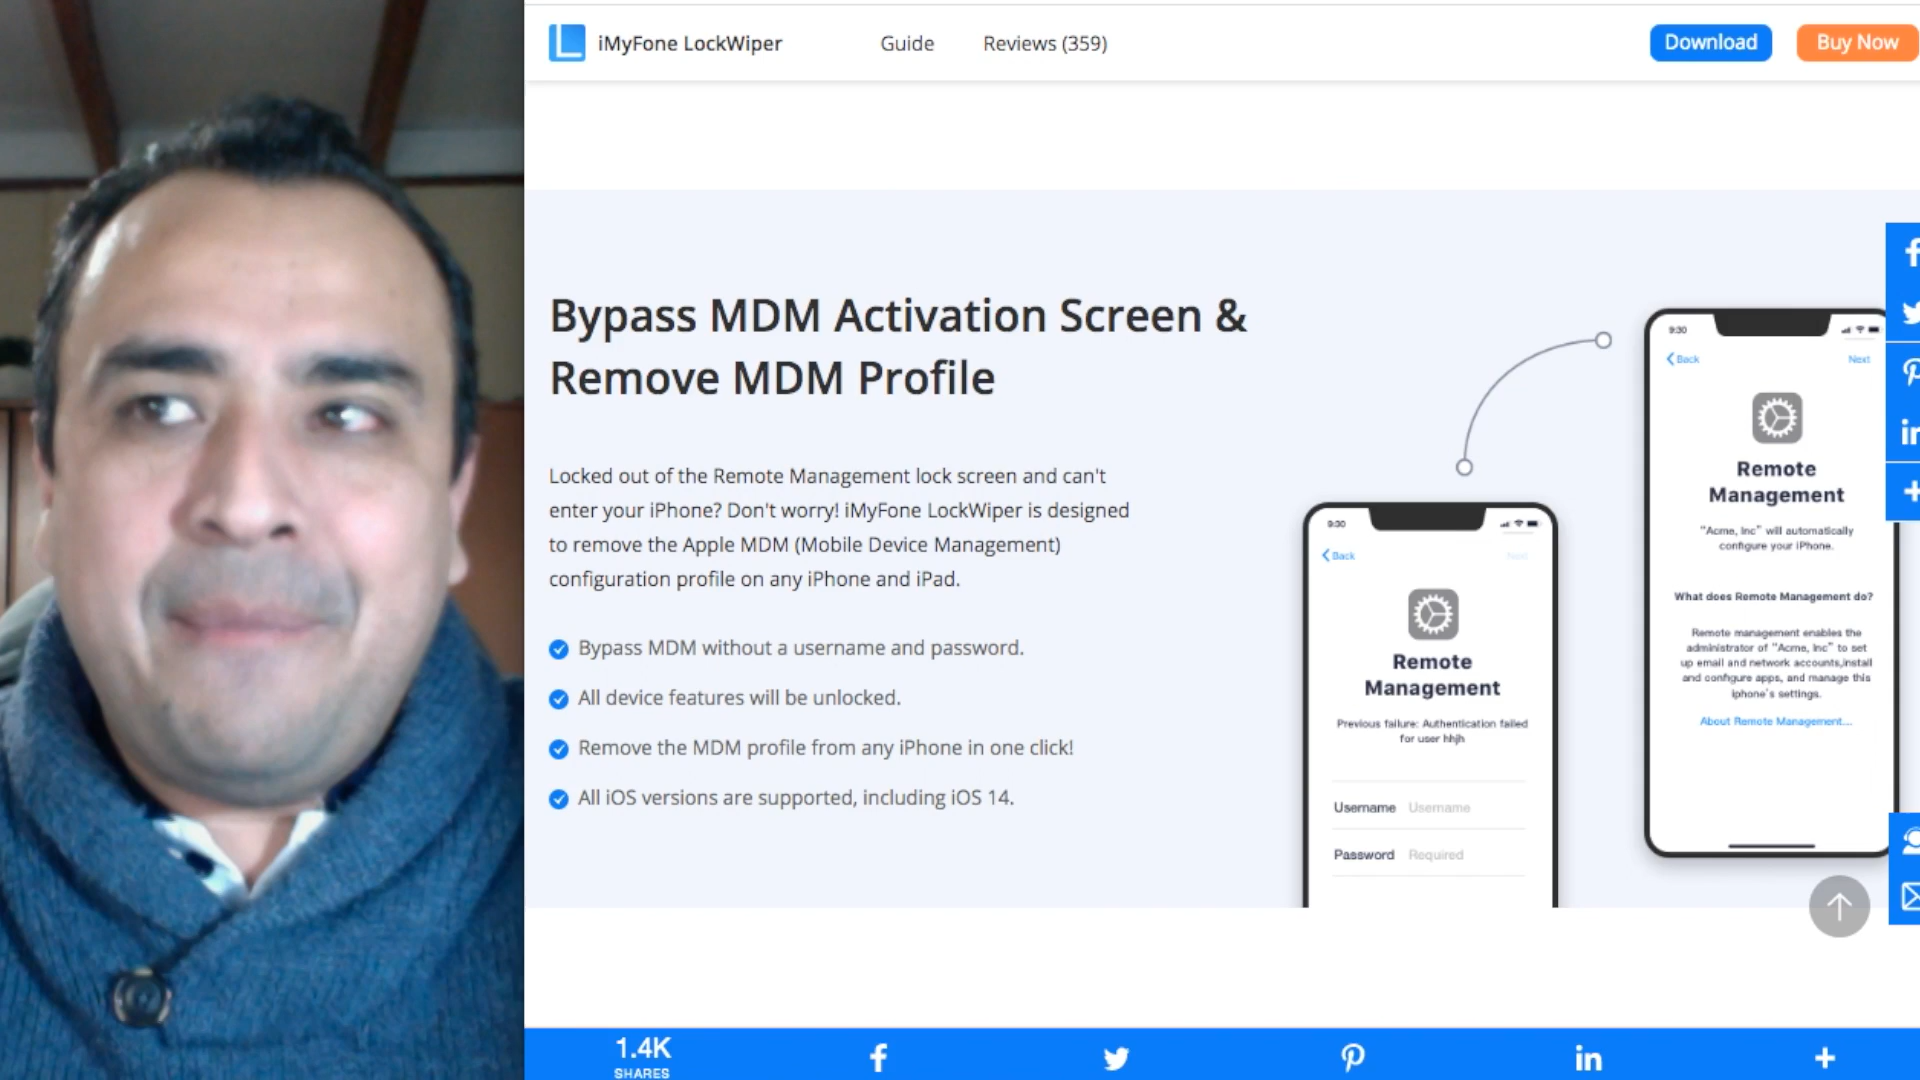 iMyFone LockWiper
Guide
Reviews (359)
Download
Buy Now
Bypass MDM Activation Screen &
Remove MDM Profile
Locked out of the Remote Management lock screen and can't
enter your iPhone? Don't worry! iMyFone LockWiper is designed
to remove the Apple MDM (Mobile Device Management)
configuration profile on any iPhone and iPad.
Bypass MDM without a username and password.
All device features will be unlocked.
Remove the MDM profile from any iPhone in one click!
All iOS versions are supported, including iOS 14.
9:30
Back
Next
Remote
Management
Previous failure: Authentication failed
for user hhjh
Username Username
Password Required
9:30
Back
Next
Remote
Management
"Acme, Inc" will automatically
configure your iPhone.
What does Remote Management do?
Remote management enables the
administrator of "Acme, Inc" to set
up email and network accounts,install
and configure apps, and manage this
iphone's settings.
About Remote Management...
1.4K
SHARES